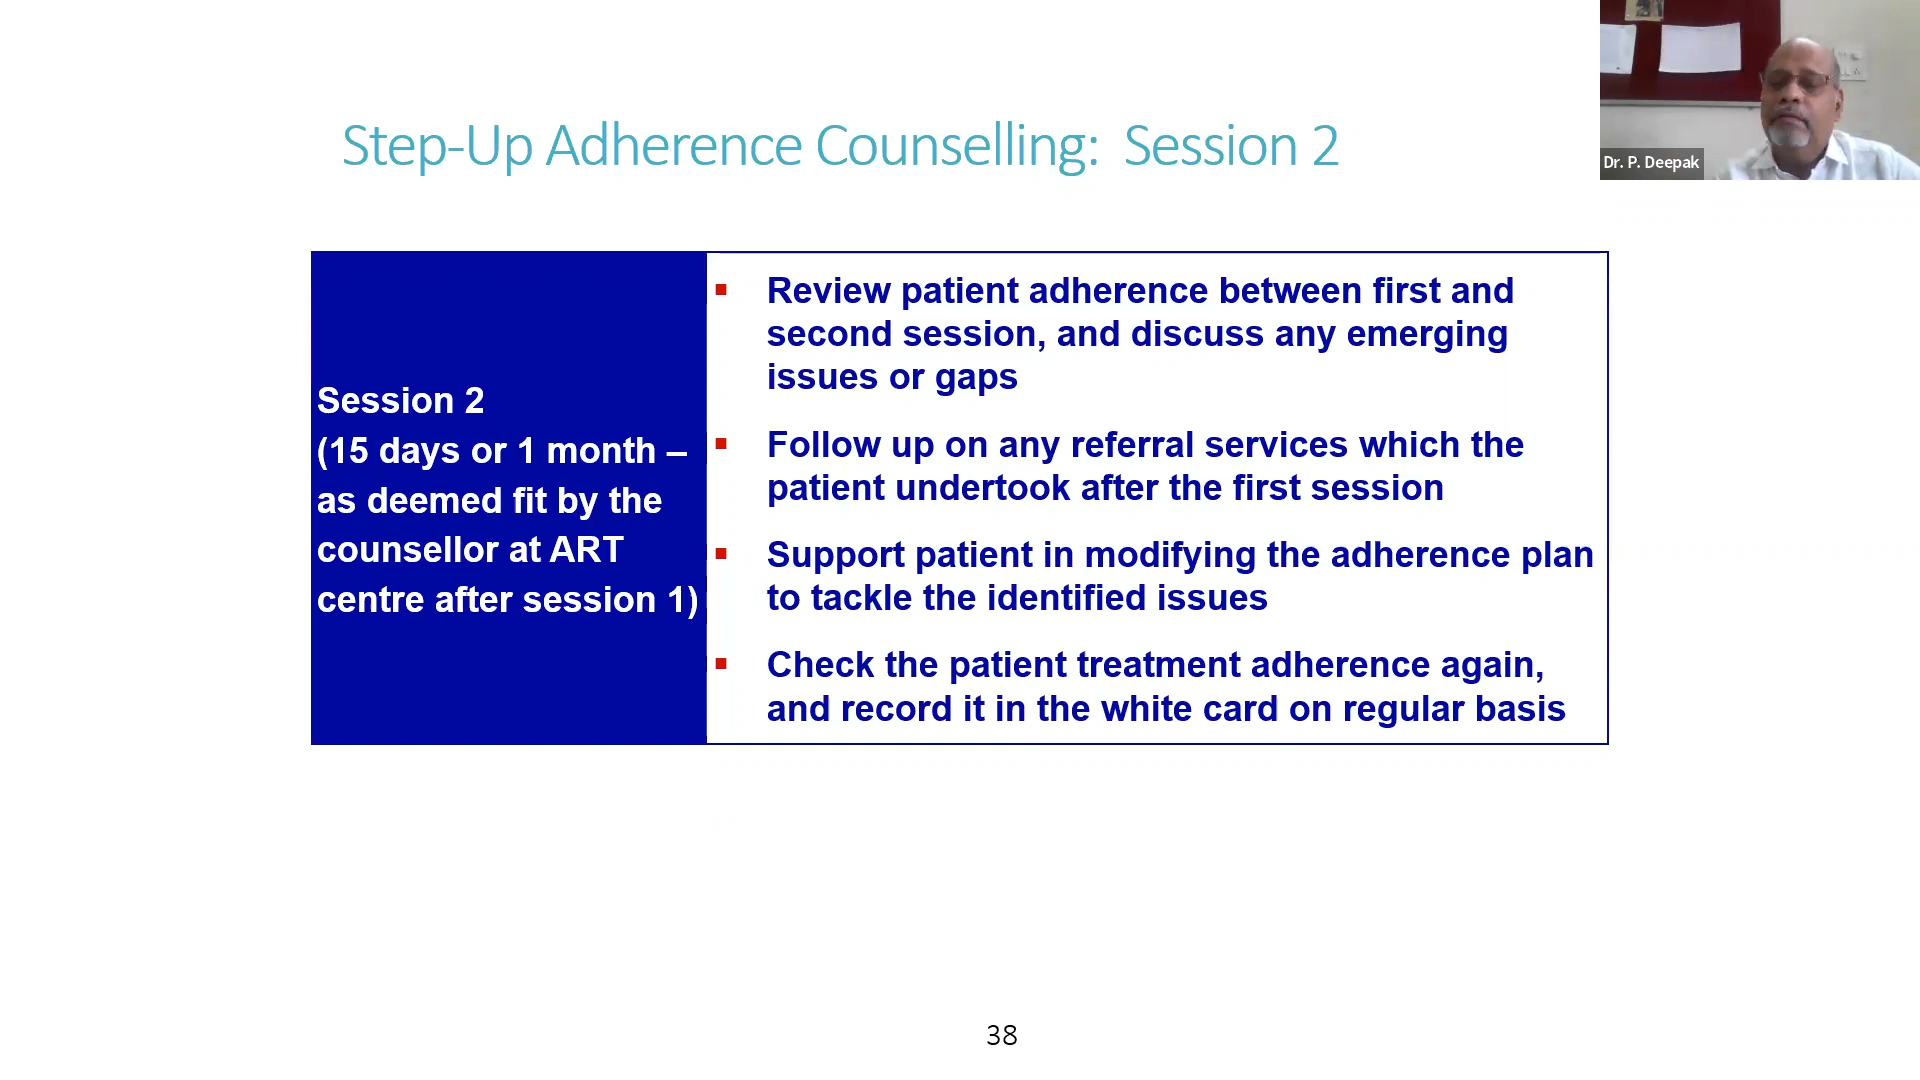 Step-Up Adherence Counselling: Session 2
Dr. P. Deepak
Session 2
(15 days or 1 month –
as deemed fit by the
counsellor at ART
centre after session 1)
▪ Review patient adherence between first and
second session, and discuss any emerging
issues or gaps
▪ Follow up on any referral services which the
patient undertook after the first session
▪ Support patient in modifying the adherence plan
to tackle the identified issues
▪ Check the patient treatment adherence again,
and record it in the white card on regular basis
38